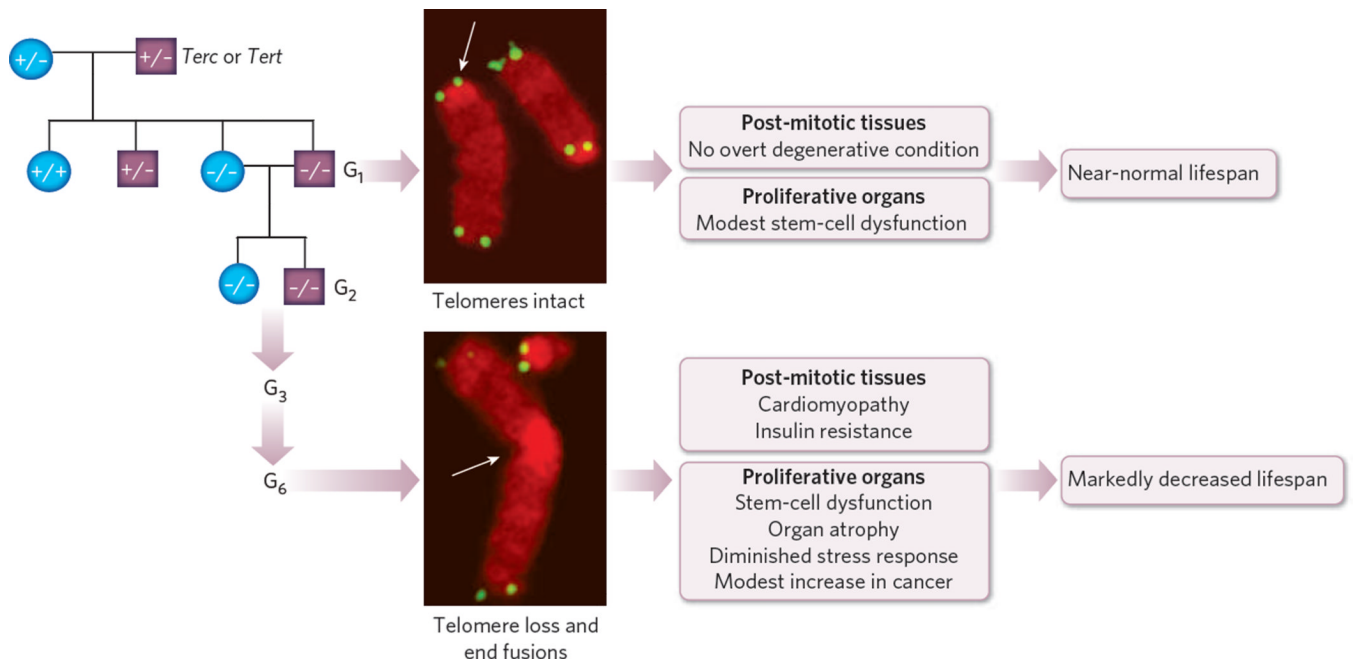 +/-
+/-
Terc or Tert
+/+
+/-
-/-
-/-
G1
-/-
-/-
G2
G3
G6
Telomeres intact
Post-mitotic tissues
No overt degenerative condition
Proliferative organs
Modest stem-cell dysfunction
Near-normal lifespan
Telomere loss and
end fusions
Post-mitotic tissues
Cardiomyopathy
Insulin resistance
Proliferative organs
Stem-cell dysfunction
Organ atrophy
Diminished stress response
Modest increase in cancer
Markedly decreased lifespan